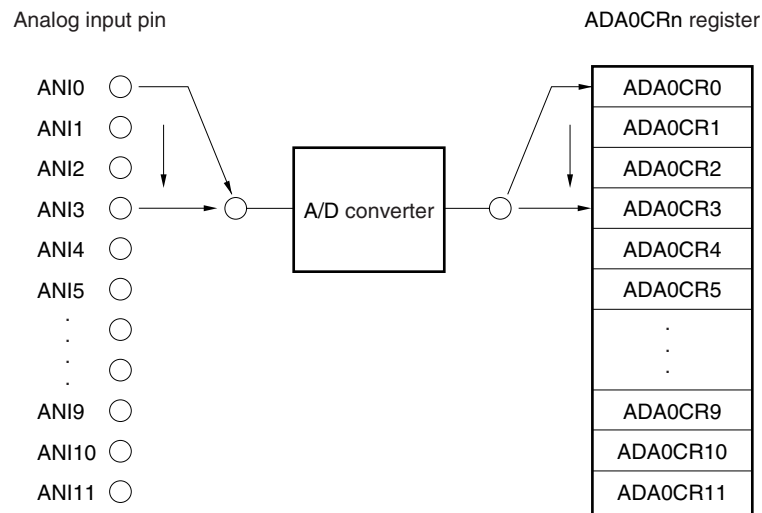 Analog input pin
ADA0CRn register
ANI0
ADA0CR0
ANI1
ADA0CR1
ANI2
ADA0CR2
ANI3
A/D converter
ADA0CR3
ANI4
ADA0CR4
ANI5
ADA0CR5
.
.
.
.
.
.
.
ANI9
ADA0CR9
ANI10
ADA0CR10
ANI11
ADA0CR11